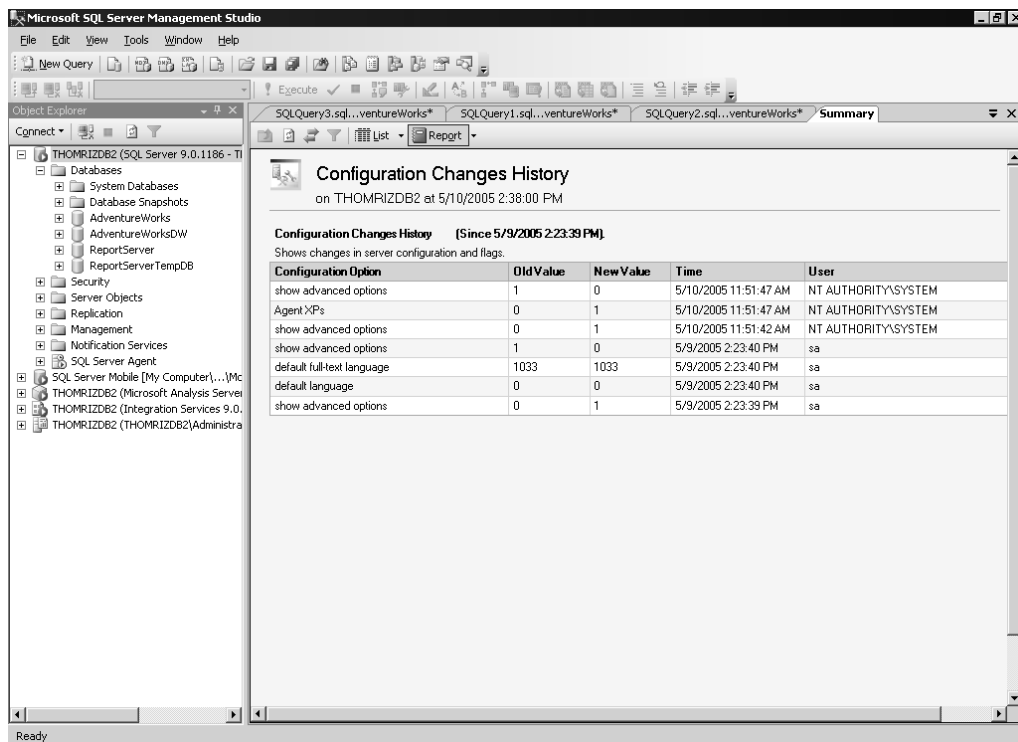 Microsoft SQL Server Management Studio
File Edit View Tools Window Help
New Query
Execute
Object Explorer
SQLQuery3.sql...ventureWorks* SQLQuery1.sql...ventureWorks* SQLQuery2.sql...ventureWorks* Summary
Connect
List Report
THOMRIZDB2 (SQL Server 9.0.1186 - T
Databases
System Databases
Database Snapshots
AdventureWorks
AdventureWorksDW
ReportServer
ReportServerTempDB
Security
Server Objects
Replication
Management
Notification Services
SQL Server Agent
SQL Server Mobile [My Computer\...\Mc
THOMRIZDB2 (Microsoft Analysis Server
THOMRIZDB2 (Integration Services 9.0.
THOMRIZDB2 (THOMRIZDB2\Administra
Configuration Changes History
on THOMRIZDB2 at 5/10/2005 2:38:00 PM
Configuration Changes History (Since 5/9/2005 2:23:39 PM).
Shows changes in server configuration and flags.
Configuration Option Old Value New Value Time User
show advanced options 1 0 5/10/2005 11:51:47 AM NT AUTHORITY\SYSTEM
Agent XPs 0 1 5/10/2005 11:51:47 AM NT AUTHORITY\SYSTEM
show advanced options 0 1 5/10/2005 11:51:42 AM NT AUTHORITY\SYSTEM
show advanced options 1 0 5/9/2005 2:23:40 PM sa
default full-text language 1033 1033 5/9/2005 2:23:40 PM sa
default language 0 0 5/9/2005 2:23:40 PM sa
show advanced options 0 1 5/9/2005 2:23:39 PM sa
Ready